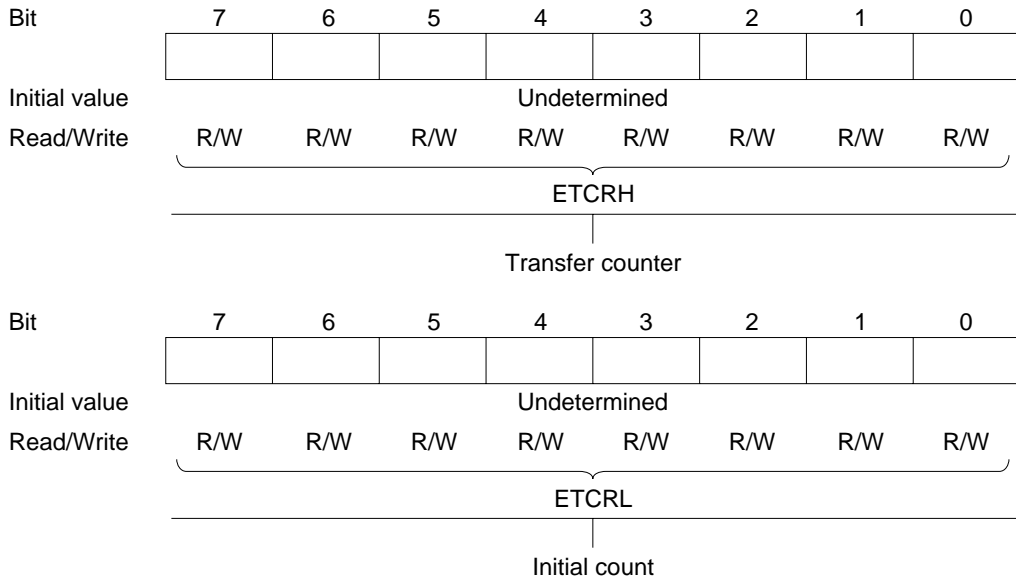 Bit 7 6 5 4 3 2 1 0
Initial value Undetermined
Read/Write R/W R/W R/W R/W R/W R/W R/W R/W
ETCRH
Transfer counter
Bit 7 6 5 4 3 2 1 0
Initial value Undetermined
Read/Write R/W R/W R/W R/W R/W R/W R/W R/W
ETCRL
Initial count